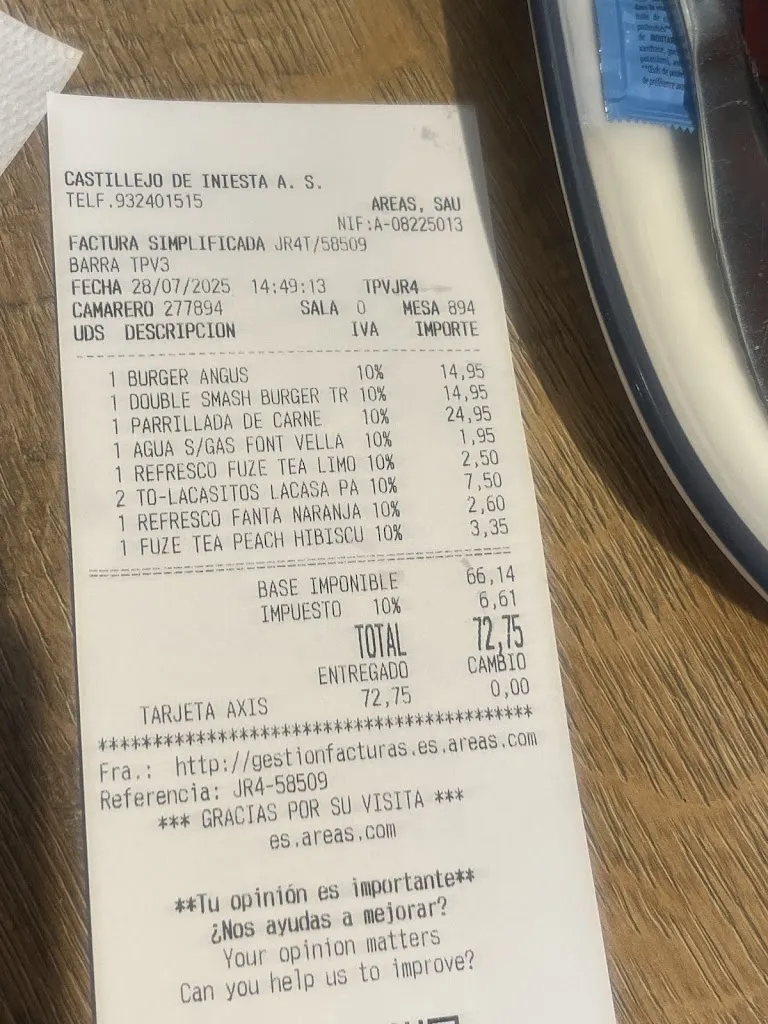 CASTILLEJO DE INIESTA A. S.
TELF.932401515 AREAS, SAU
NIF:A-08225013
FACTURA SIMPLIFICADA JR4T/58509
BARRA TPV3
FECHA 28/07/2025 14:49:13 TPVJR4
CAMARERO 277894 SALA 0 MESA 894
UDS DESCRIPCION IVA IMPORTE
1 BURGER ANGUS 10% 14,95
1 DOUBLE SMASH BURGER TR 10% 14,95
1 PARRILLADA DE CARNE 10% 24,95
1 AGUA S/GAS FONT VELLA 10% 1,95
1 REFRESCO FUZE TEA LIMO 10% 2,50
2 TO-LACASITOS LACASA PA 10% 7,50
1 REFRESCO FANTA NARANJA 10% 2,60
1 FUZE TEA PEACH HIBISCU 10% 3,35
BASE IMPONIBLE 66,14
IMPUESTO 10% 6,61
TOTAL 72,75
ENTREGADO CAMBIO
TARJETA AXIS 72,75 0,00
****************************************
Fra.: http://gestionfacturas.es.areas.com
Referencia: JR4-58509
*** GRACIAS POR SU VISITA ***
es.areas.com
**Tu opinión es importante**
¿Nos ayudas a mejorar?
Your opinion matters
Can you help us to improve?